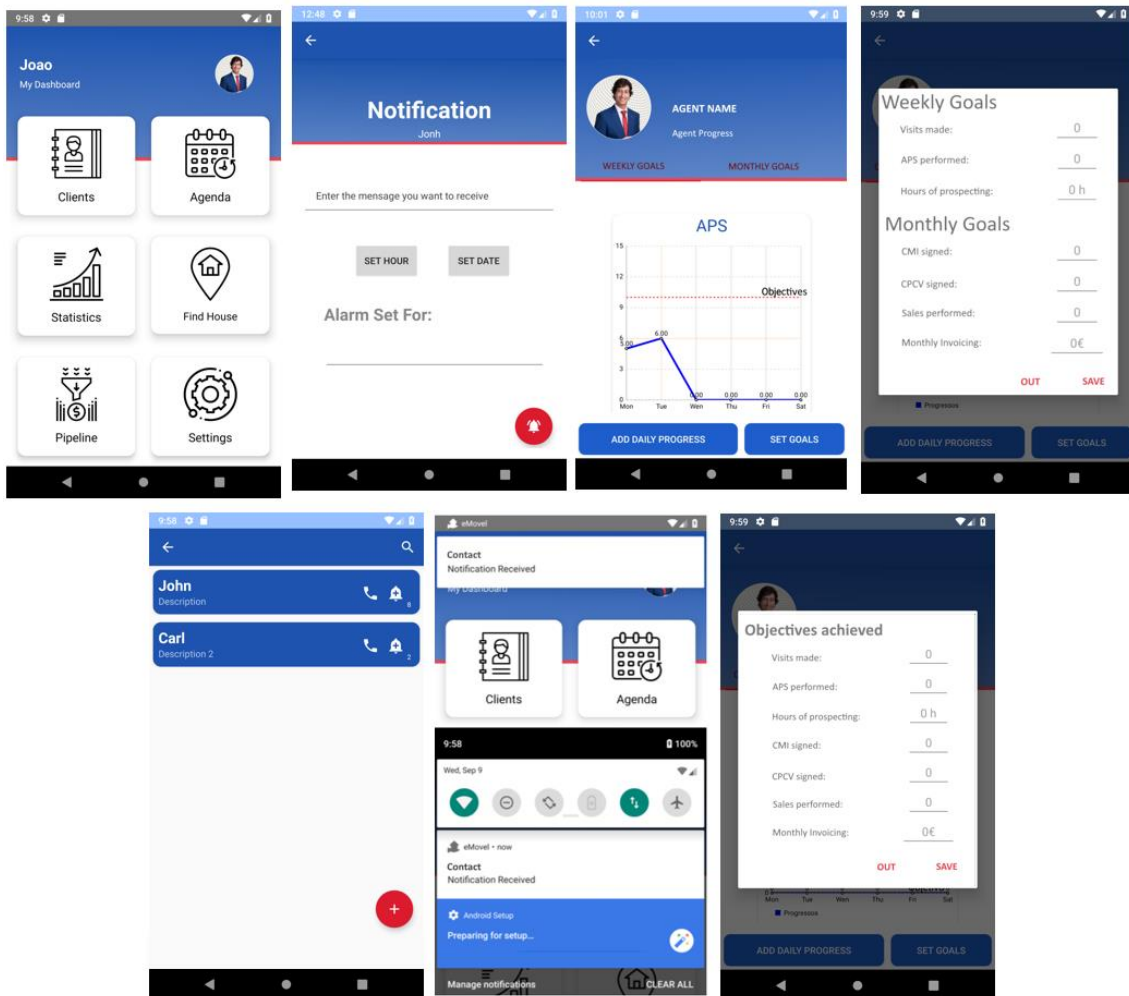 9:58
Joao
My Dashboard
Clients
Agenda
Statistics
Find House
Pipeline
Settings
12:48
Notification
Jonh
Enter the mensage you want to receive
SET HOUR
SET DATE
Alarm Set For:
10:01
AGENT NAME
Agent Progress
WEEKLY GOALS
MONTHLY GOALS
APS
15
12
Objectives
9
6
6.00
5.00
3
0
0.00 0.00 0.00 0.00
Mon Tue Wen Thu Fri Sat
ADD DAILY PROGRESS
SET GOALS
9:59
Weekly Goals
Visits made: 0
APS performed: 0
Hours of prospecting: 0 h
Monthly Goals
CMI signed: 0
CPCV signed: 0
Sales performed: 0
Monthly Invoicing: 0€
OUT SAVE
Progressos
ADD DAILY PROGRESS
SET GOALS
9:58
John
Description
8
Carl
Description 2
2
eMovel
Contact
Notification Received
My Dashboard
Clients
Agenda
9:58 100%
Wed, Sep 9
eMovel • now
Contact
Notification Received
Android Setup
Preparing for setup...
Manage notifications
CLEAR ALL
9:59
Objectives achieved
Visits made: 0
APS performed: 0
Hours of prospecting: 0 h
CMI signed: 0
CPCV signed: 0
Sales performed: 0
Monthly Invoicing: 0€
OUT SAVE
Mon Tue Wen Thu Fri Sat
Progressos
ADD DAILY PROGRESS
SET GOALS